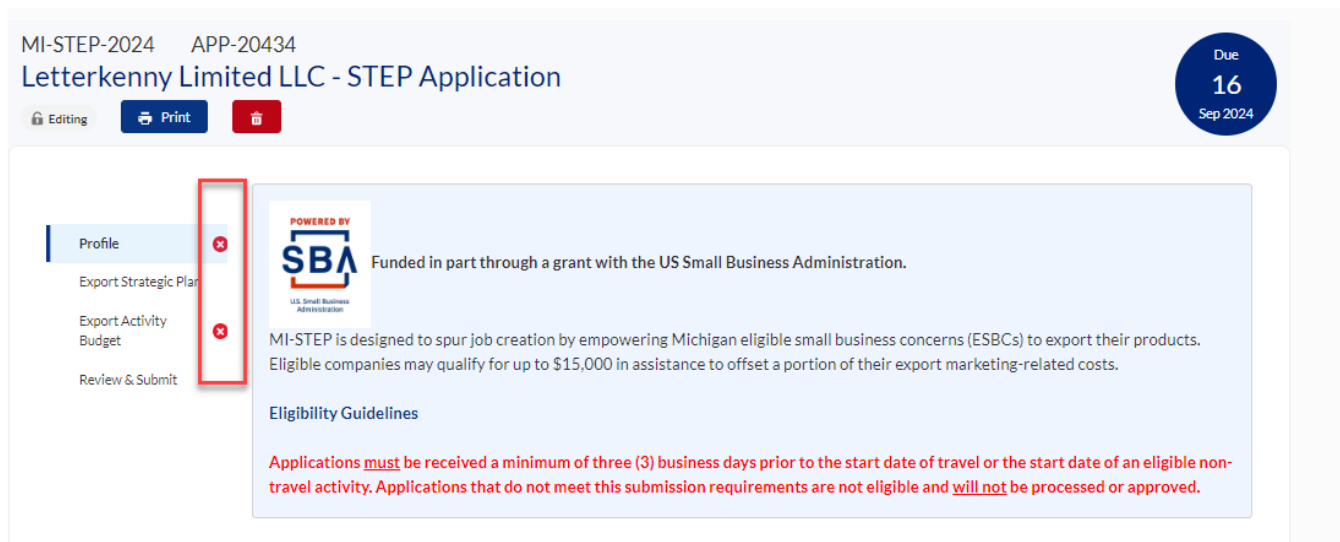 MI-STEP-2024 APP-20434
Letterkenny Limited LLC - STEP Application
Editing Print
Due
16
Sep 2024
Profile
Export Strategic Plan
Export Activity
Budget
Review & Submit
POWERED BY
SBA
U.S. Small Business
Administration
Funded in part through a grant with the US Small Business Administration.
MI-STEP is designed to spur job creation by empowering Michigan eligible small business concerns (ESBCs) to export their products.
Eligible companies may qualify for up to $15,000 in assistance to offset a portion of their export marketing-related costs.
Eligibility Guidelines
Applications must be received a minimum of three (3) business days prior to the start date of travel or the start date of an eligible non-
travel activity. Applications that do not meet this submission requirements are not eligible and will not be processed or approved.